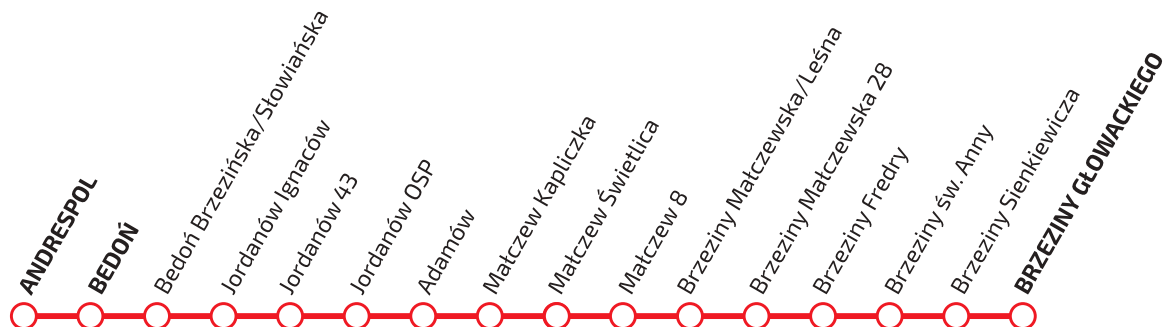 ANDRESPOL
BEDOŃ
Bedoń Brzezińska/Słowiańska
Jordanów Ignaców
Jordanów 43
Jordanów OSP
Adamów
Małczew Kapliczka
Małczew Świetlica
Małczew 8
Brzeziny Małczewska/Leśna
Brzeziny Małczewska 28
Brzeziny Fredry
Brzeziny św. Anny
Brzeziny Sienkiewicza
BRZEZINY GŁOWACKIEGO